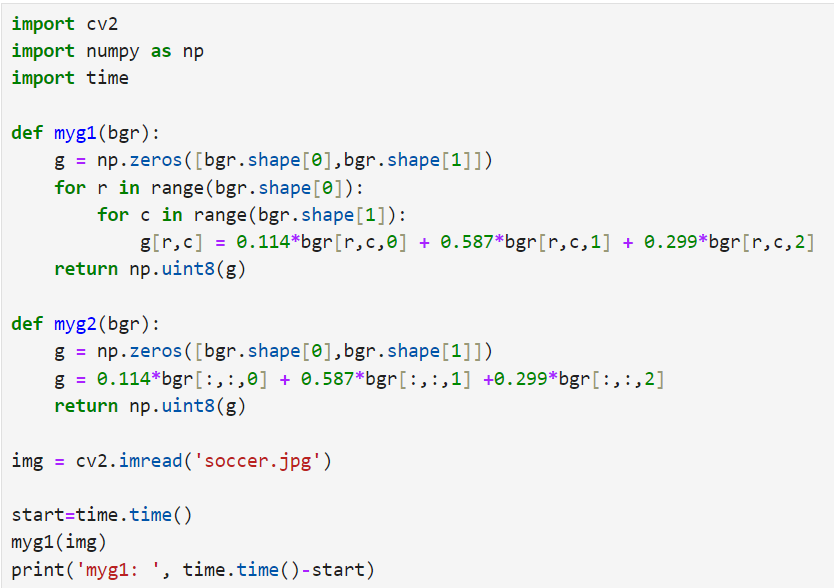 import cv2
import numpy as np
import time

def myg1(bgr):
    g = np.zeros([bgr.shape[0],bgr.shape[1]])
    for r in range(bgr.shape[0]):
        for c in range(bgr.shape[1]):
            g[r,c] = 0.114*bgr[r,c,0] + 0.587*bgr[r,c,1] + 0.299*bgr[r,c,2]
    return np.uint8(g)

def myg2(bgr):
    g = np.zeros([bgr.shape[0],bgr.shape[1]])
    g = 0.114*bgr[:,:,0] + 0.587*bgr[:,:,1] +0.299*bgr[:,:,2]
    return np.uint8(g)

img = cv2.imread('soccer.jpg')

start=time.time()
myg1(img)
print('myg1: ', time.time()-start)